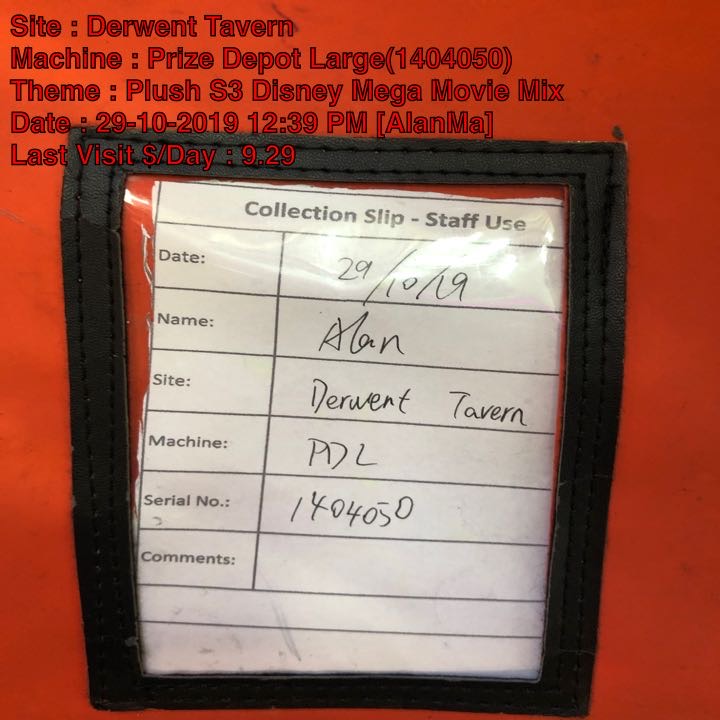 Site : Derwent Tavern
Machine : Prize Depot Large(1404050)
Theme : Plush S3 Disney Mega Movie Mix
Date : 29-10-2019 12:39 PM [AlanMa]
Last Visit $/Day : 9.29
Collection Slip - Staff Use
Date: 29/10/19
Name: Alan
Site: Derwent Tavern
Machine: PDL
Serial No.: 1404050
Comments: